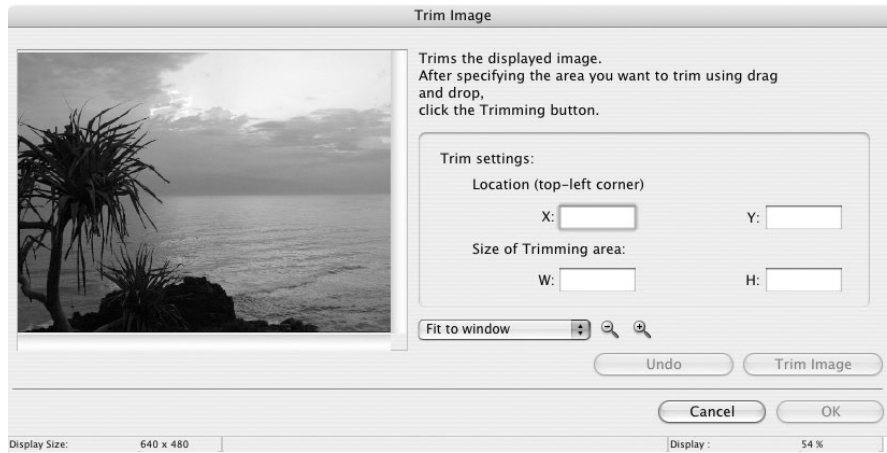 Trim Image
Trims the displayed image.
After specifying the area you want to trim using drag
and drop,
click the Trimming button.
Trim settings:
Location (top-left corner)
X: Y:
Size of Trimming area:
W: H:
Fit to window
Undo Trim Image
Cancel OK
Display Size: 640 x 480 Display : 54 %